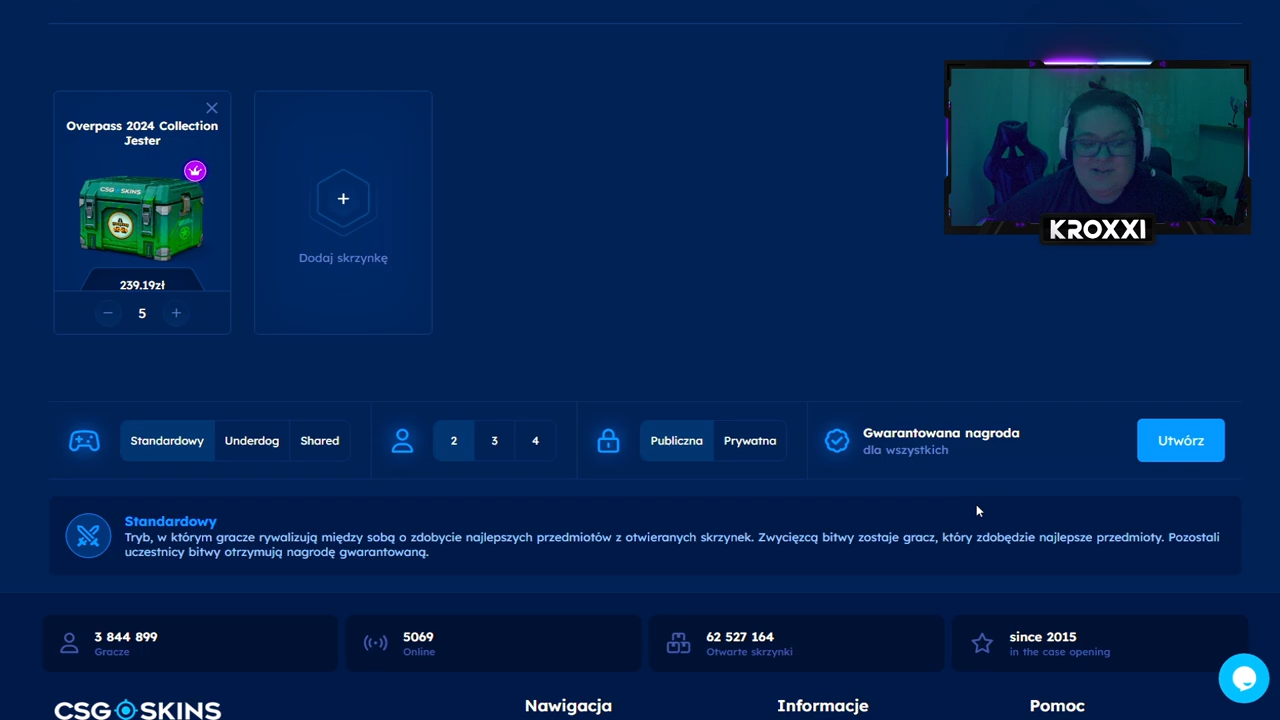 Overpass 2024 Collection
Jester
CSG SKINS
239.19zł
5
Dodaj skrzynkę
KROXXI
Standardowy
Underdog
Shared
2
3
4
Publiczna
Prywatna
Gwarantowana nagroda
dla wszystkich
Utwórz
Standardowy
Tryb, w którym gracze rywalizują między sobą o zdobycie najlepszych przedmiotów z otwieranych skrzynek. Zwycięzcą bitwy zostaje gracz, który zdobędzie najlepsze przedmioty. Pozostali
uczestnicy bitwy otrzymują nagrodę gwarantowaną.
3 844 899
Gracze
5069
Online
62 527 164
Otwarte skrzynki
since 2015
in the case opening
CSG SKINS
Nawigacja
Informacje
Pomoc